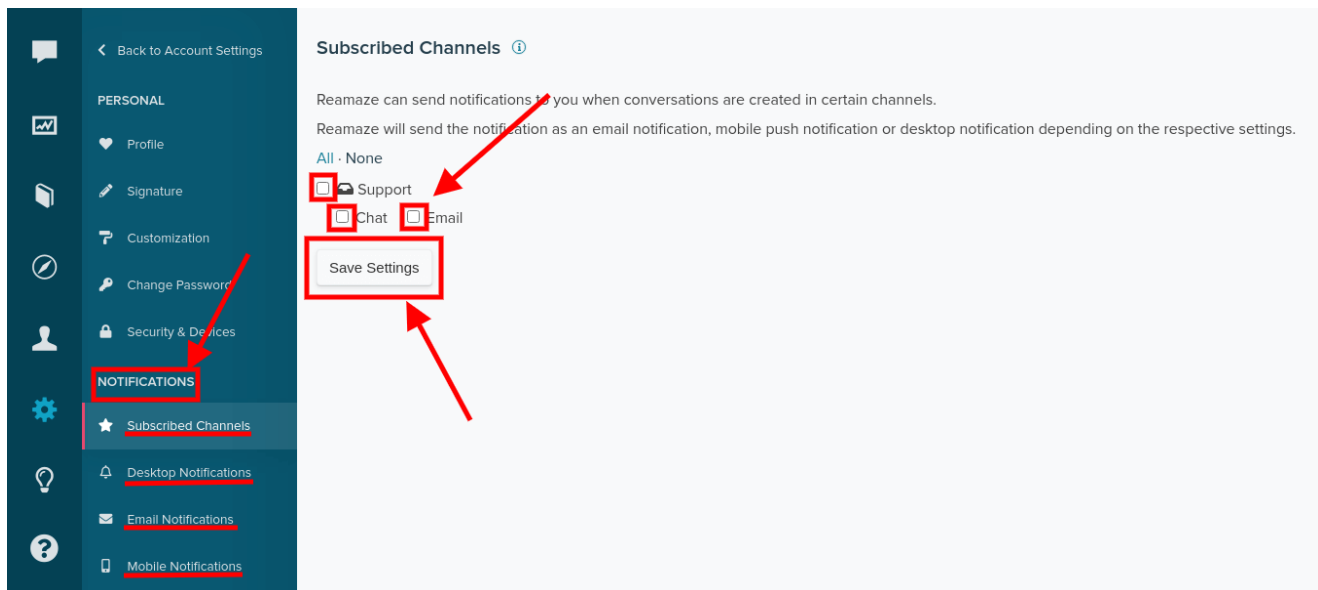 Back to Account Settings
PERSONAL
Profile
Signature
Customization
Change Password
Security & Devices
NOTIFICATIONS
Subscribed Channels
Desktop Notifications
Email Notifications
Mobile Notifications
Subscribed Channels
Reamaze can send notifications to you when conversations are created in certain channels.
Reamaze will send the notification as an email notification, mobile push notification or desktop notification depending on the respective settings.
All · None
Support
Chat Email
Save Settings